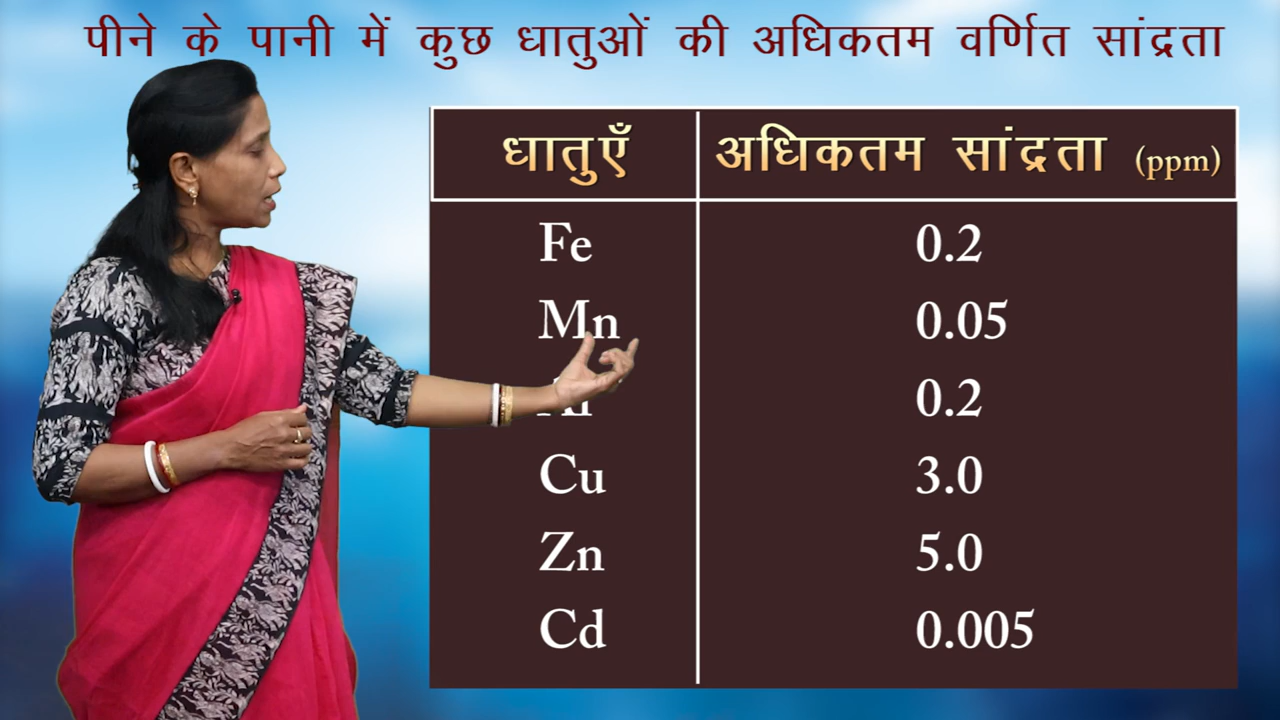 पीने के पानी में कुछ धातुओं की अधिकतम वर्णित सांद्रता
धातुएँ अधिकतम सांद्रता (ppm)
Fe 0.2
Mn 0.05
0.2
Cu 3.0
Zn 5.0
Cd 0.005